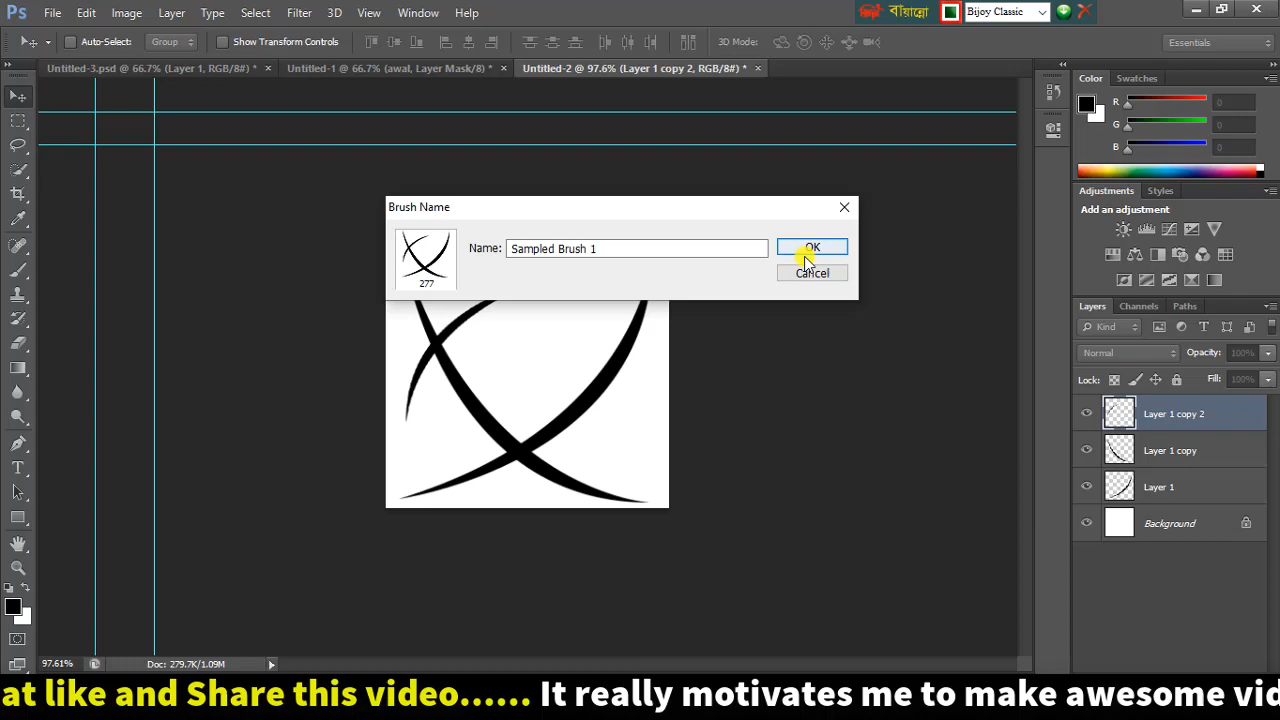 Ps File Edit Image Layer Type Select Filter 3D View Window Help বাঁয়ান্নো Bijoy Classic
Auto-Select: Group Show Transform Controls 3D Mode: Essentials
Untitled-3.psd @ 66.7% (Layer 1, RGB/8#) * × Untitled-1 @ 66.7% (awal, Layer Mask/8) * × Untitled-2 @ 97.6% (Layer 1 copy 2, RGB/8#) * ×
Color Swatches
R 0
G 0
B 0
Adjustments Styles
Add an adjustment
Brush Name
Name: Sampled Brush 1 OK
Cancel
277
Layers Channels Paths
Kind
Normal Opacity: 100%
Lock: Fill: 100%
Layer 1 copy 2
Layer 1 copy
Layer 1
Background
97.61% Doc: 279.7K/1.09M
at like and Share this video...... It really motivates me to make awesome vid